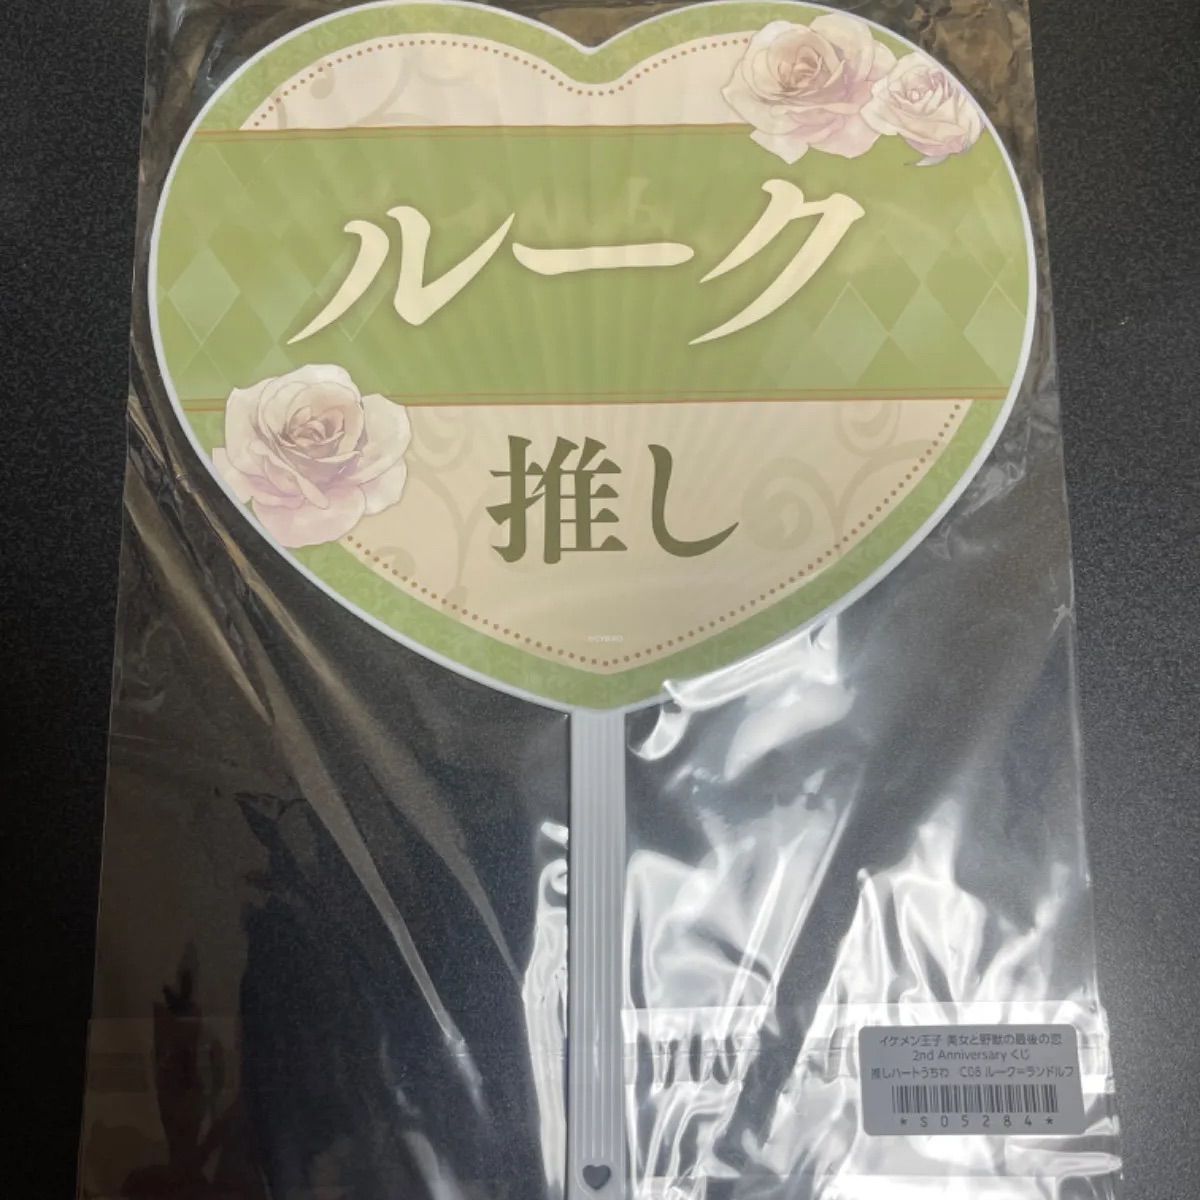 ルーク
推し
©CYBIRD
イケメン王子 美女と野獣の最後の恋
2nd Anniversary くじ
推しハートうちわ C08 ルーク＝ランドルフ
*S05284*